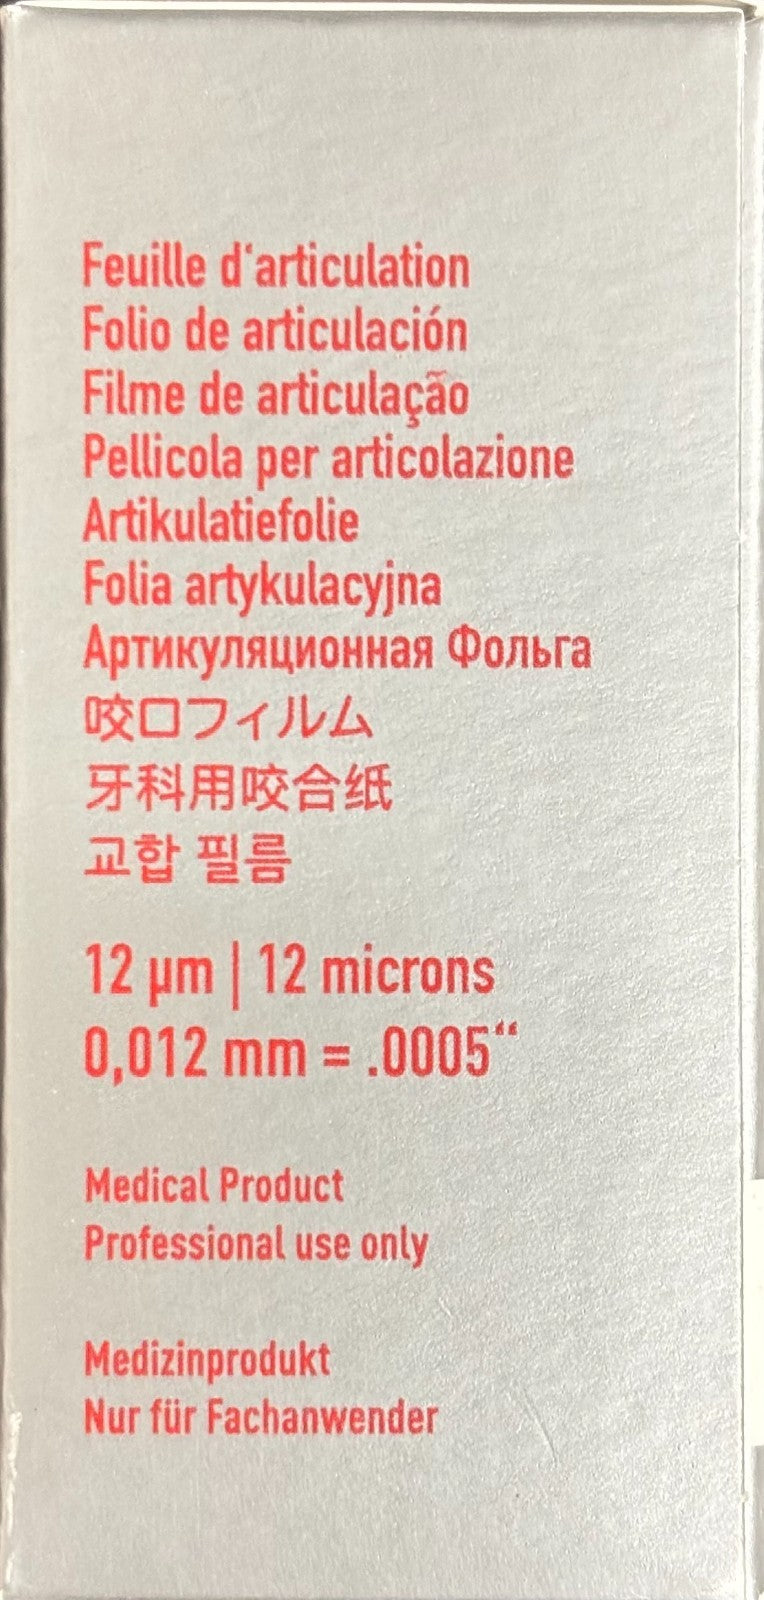 Feuille d‘articulation
Folio de articulación
Filme de articulação
Pellicola per articolazione
Artikulatiefolie
Folia artykulacyjna
Артикуляционная Фольга
咬口フィルム
牙科用咬合纸
교합 필름
12 µm | 12 microns
0,012 mm = .0005“
Medical Product
Professional use only
Medizinprodukt
Nur für Fachanwender